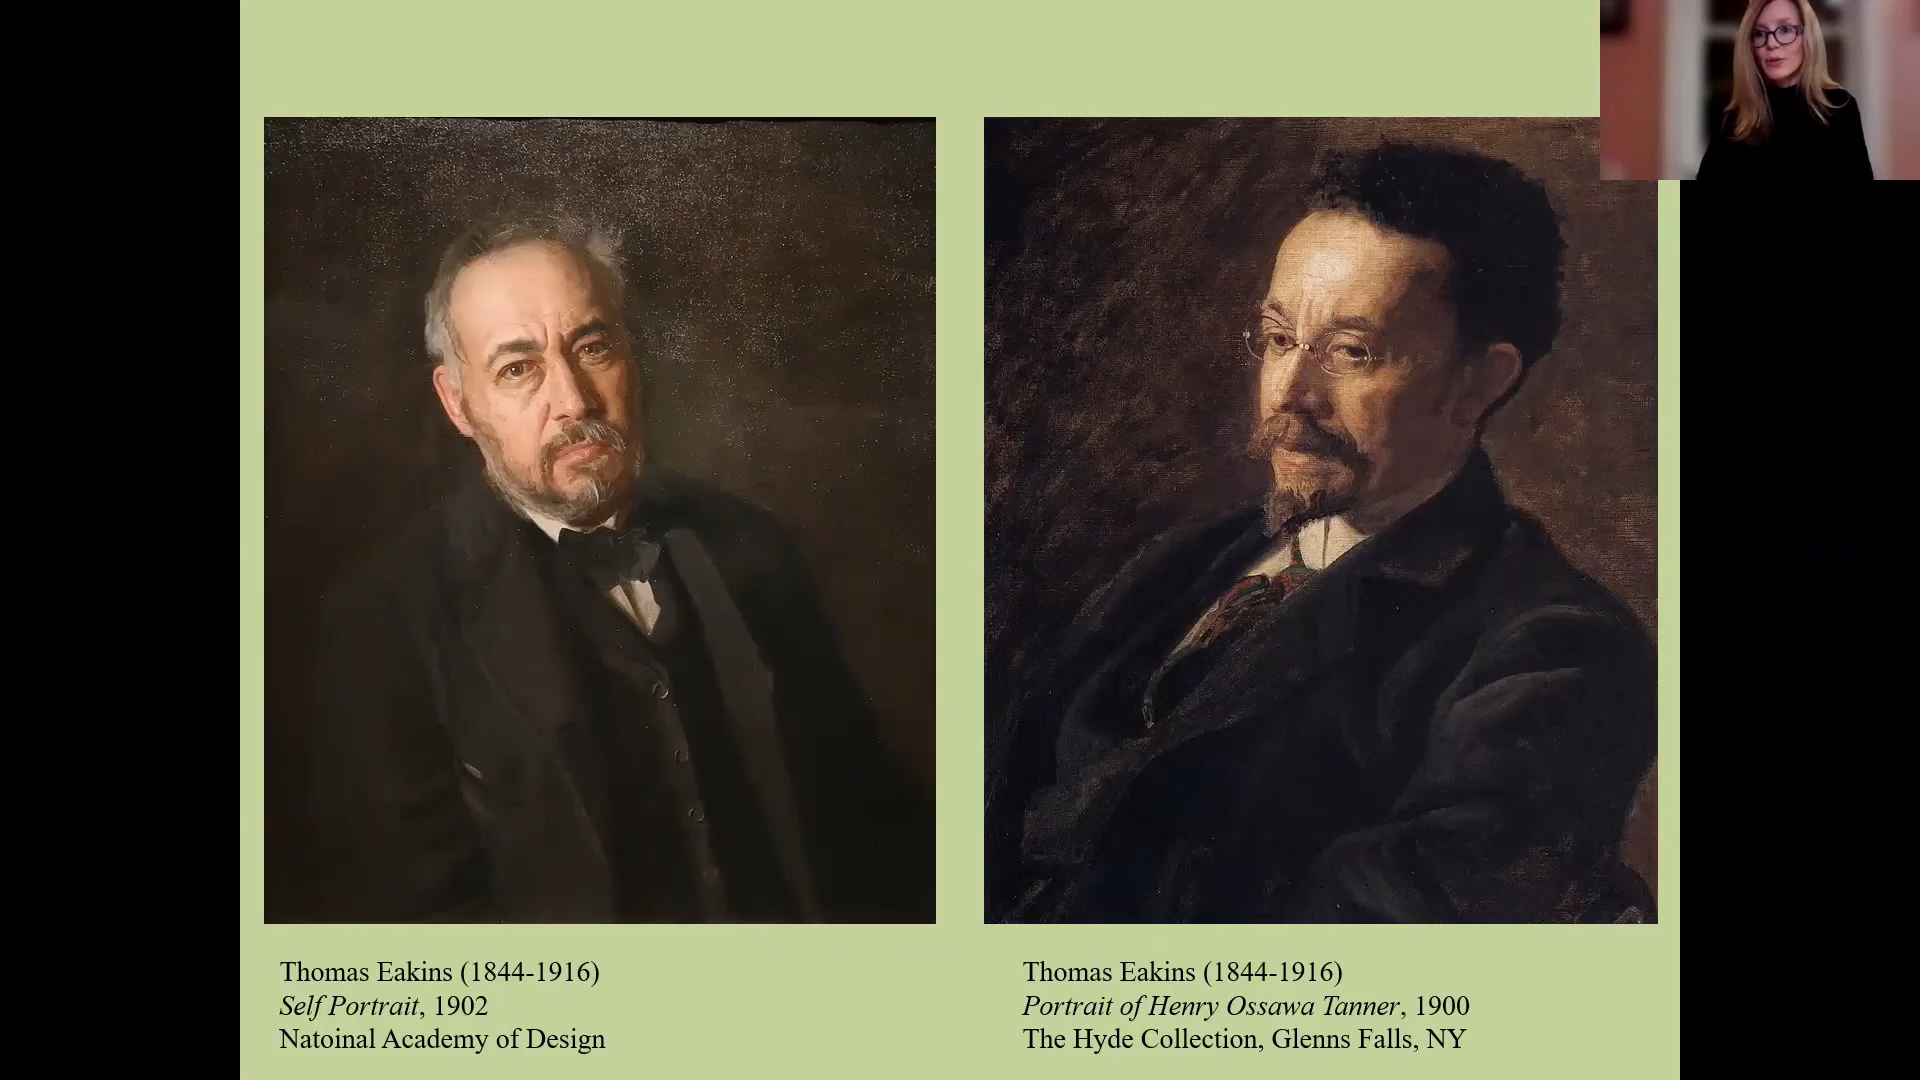 Thomas Eakins (1844-1916)
Self Portrait, 1902
Natoinal Academy of Design
Thomas Eakins (1844-1916)
Portrait of Henry Ossawa Tanner, 1900
The Hyde Collection, Glenns Falls, NY